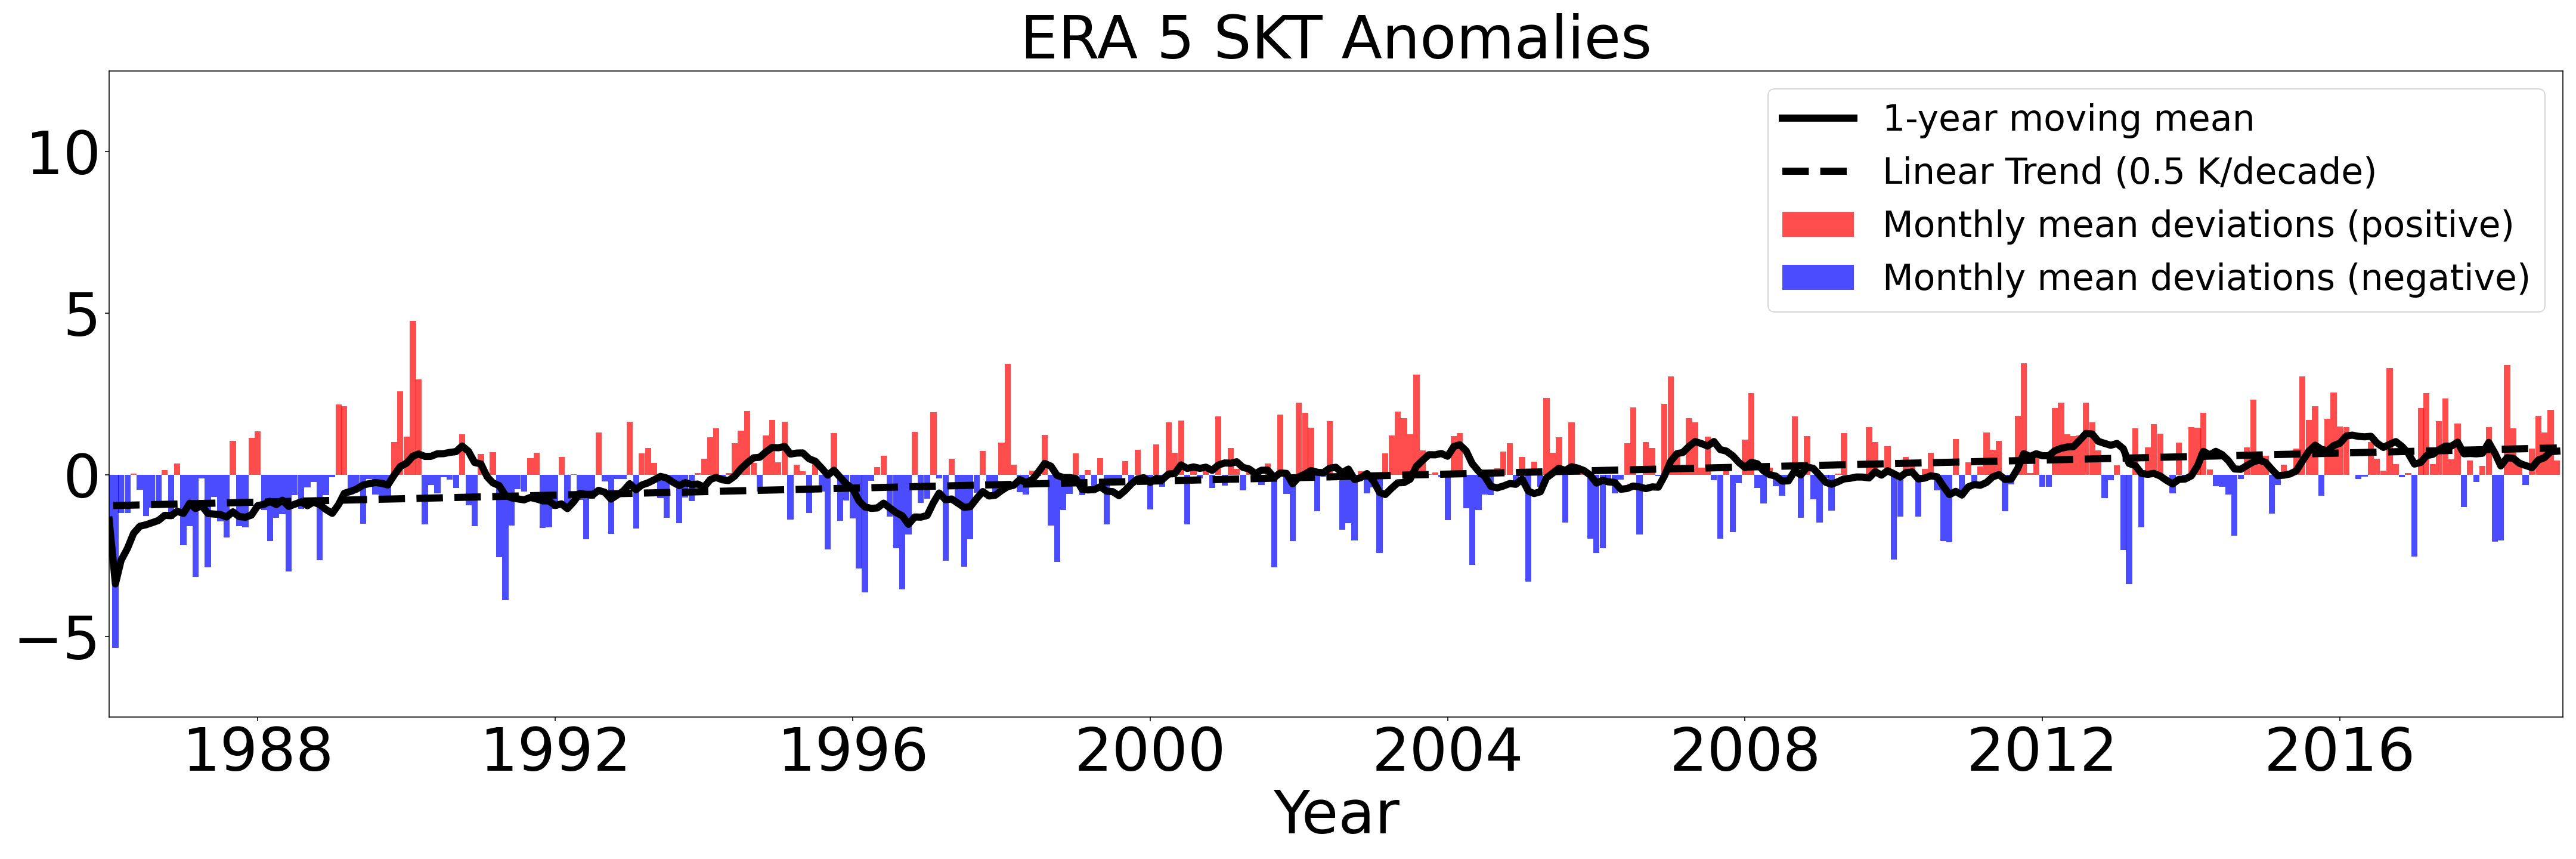 ERA 5 SKT Anomalies
1-year moving mean
Linear Trend (0.5 K/decade)
Monthly mean deviations (positive)
Monthly mean deviations (negative)
10
5
0
−5
1988 1992 1996 2000 2004 2008 2012 2016
Year